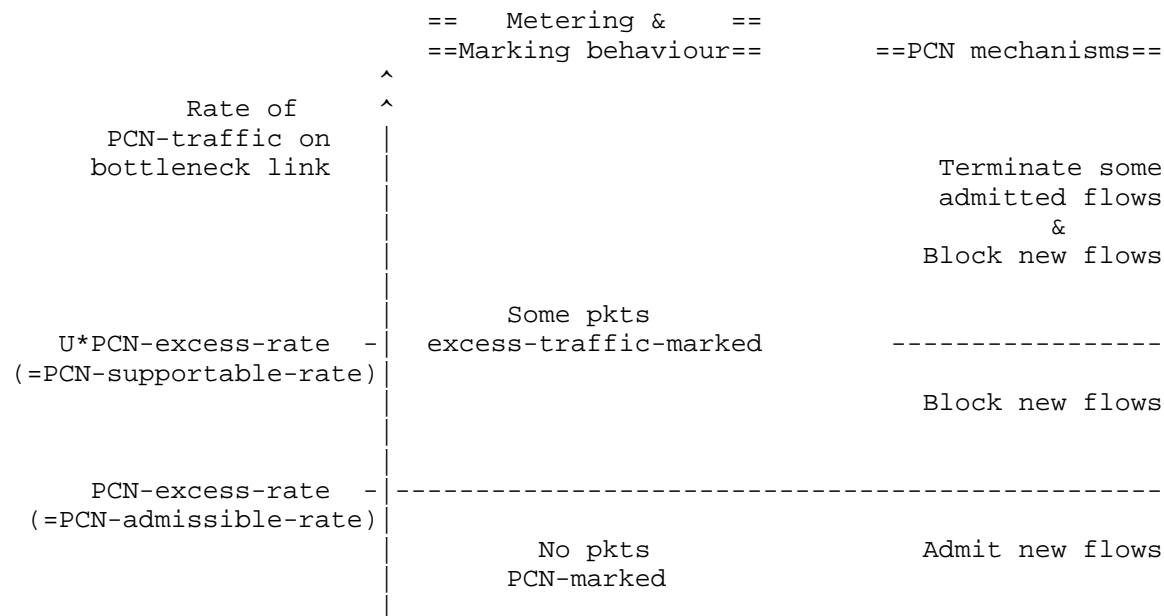 == Metering & ==
==Marking behaviour== ==PCN mechanisms==
^
Rate of ^
PCN-traffic on |
bottleneck link | Terminate some
| admitted flows
| &
| Block new flows
|
| Some pkts
U*PCN-excess-rate -| excess-traffic-marked -----------------
(=PCN-supportable-rate)|
| Block new flows
|
|
PCN-excess-rate -|------------------------------------------------
(=PCN-admissible-rate)|
| No pkts Admit new flows
| PCN-marked
|